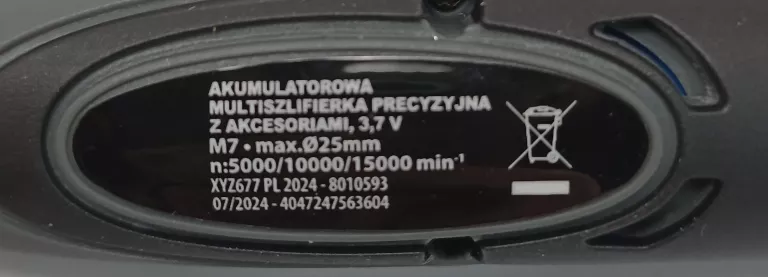 AKUMULATOROWA
MULTISZLIFIERKA PRECYZYJNA
Z AKCESORIAMI, 3,7 V
M7 • max.Ø25mm
n:5000/10000/15000 min⁻¹
XYZ677 PL 2024 - 8010593
07/2024 - 4047247563604